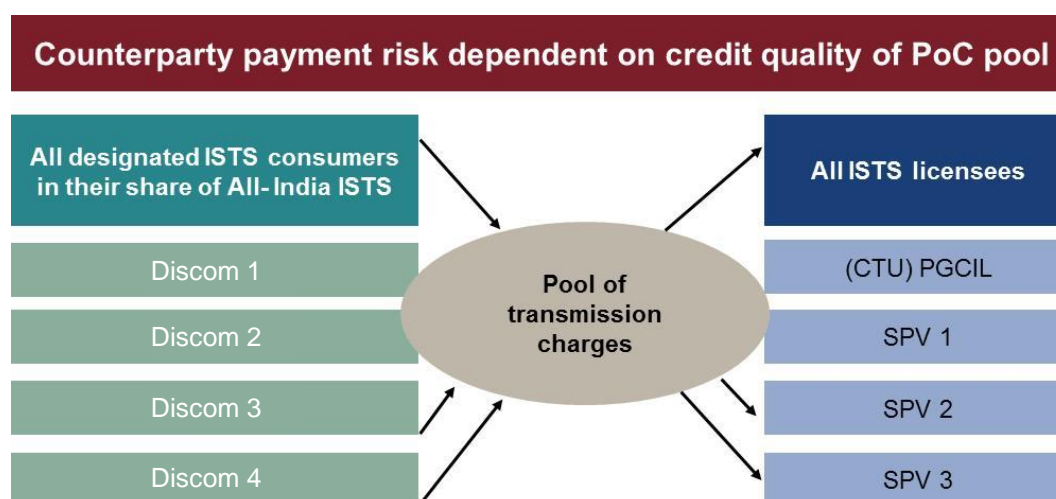 Counterparty payment risk dependent on credit quality of PoC pool
All designated ISTS consumers
in their share of All-India ISTS
All ISTS licensees
Discom 1
Discom 2
Discom 3
Discom 4
Pool of
transmission
charges
(CTU) PGCIL
SPV 1
SPV 2
SPV 3